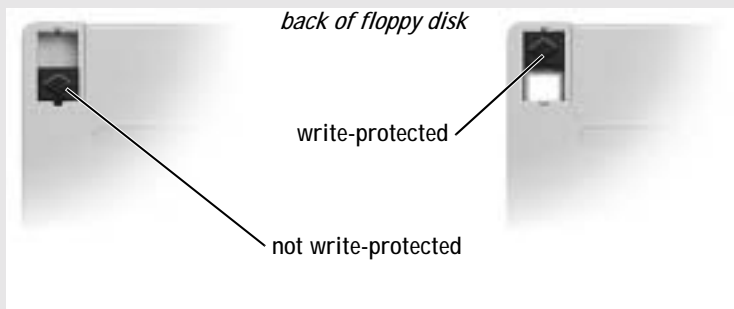 back of floppy disk
write-protected
not write-protected